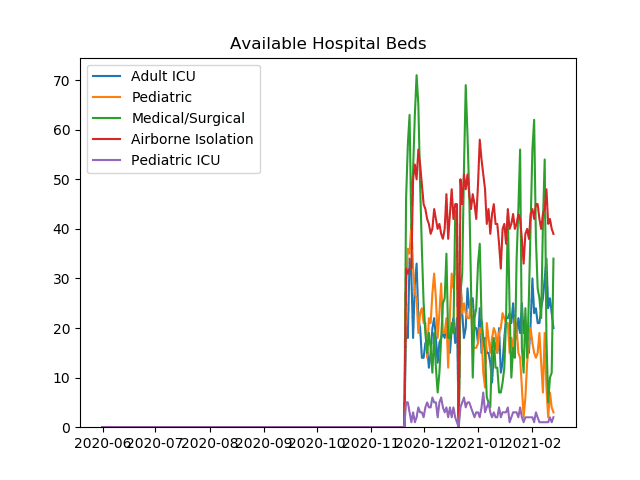 Available Hospital Beds
Adult ICU
Pediatric
Medical/Surgical
Airborne Isolation
Pediatric ICU
70
60
50
40
30
20
10
0
2020-06 2020-07 2020-08 2020-09 2020-10 2020-11 2020-12 2021-01 2021-02